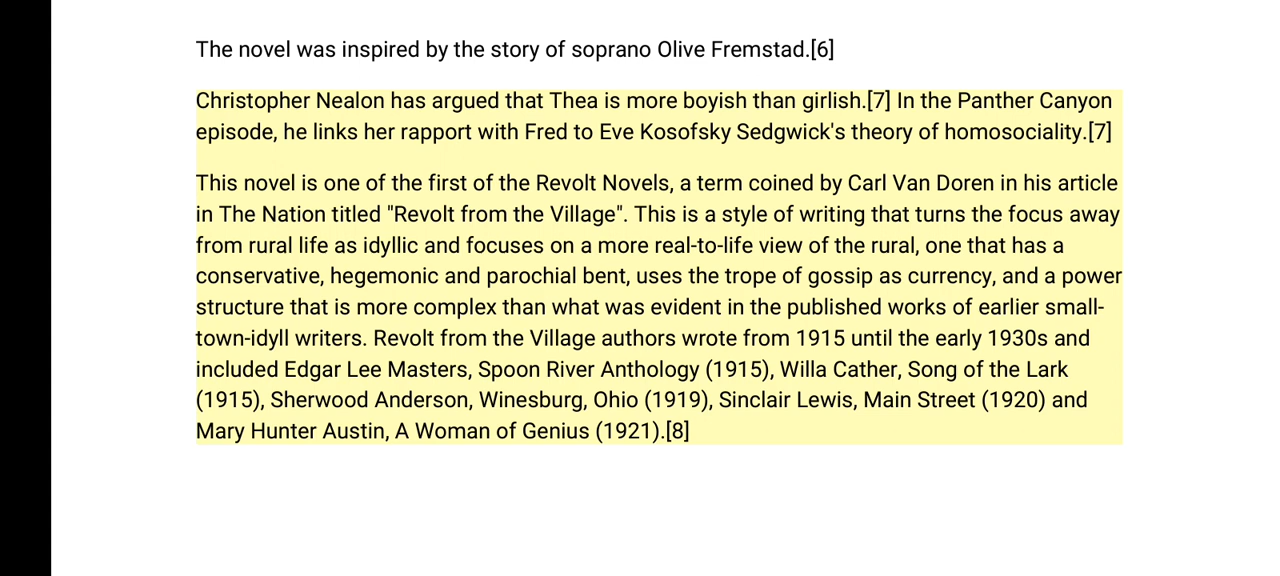 The novel was inspired by the story of soprano Olive Fremstad.[6]
Christopher Nealon has argued that Thea is more boyish than girlish.[7] In the Panther Canyon
episode, he links her rapport with Fred to Eve Kosofsky Sedgwick's theory of homosociality.[7]
This novel is one of the first of the Revolt Novels, a term coined by Carl Van Doren in his article
in The Nation titled "Revolt from the Village". This is a style of writing that turns the focus away
from rural life as idyllic and focuses on a more real-to-life view of the rural, one that has a
conservative, hegemonic and parochial bent, uses the trope of gossip as currency, and a power
structure that is more complex than what was evident in the published works of earlier small-
town-idyll writers. Revolt from the Village authors wrote from 1915 until the early 1930s and
included Edgar Lee Masters, Spoon River Anthology (1915), Willa Cather, Song of the Lark
(1915), Sherwood Anderson, Winesburg, Ohio (1919), Sinclair Lewis, Main Street (1920) and
Mary Hunter Austin, A Woman of Genius (1921).[8]